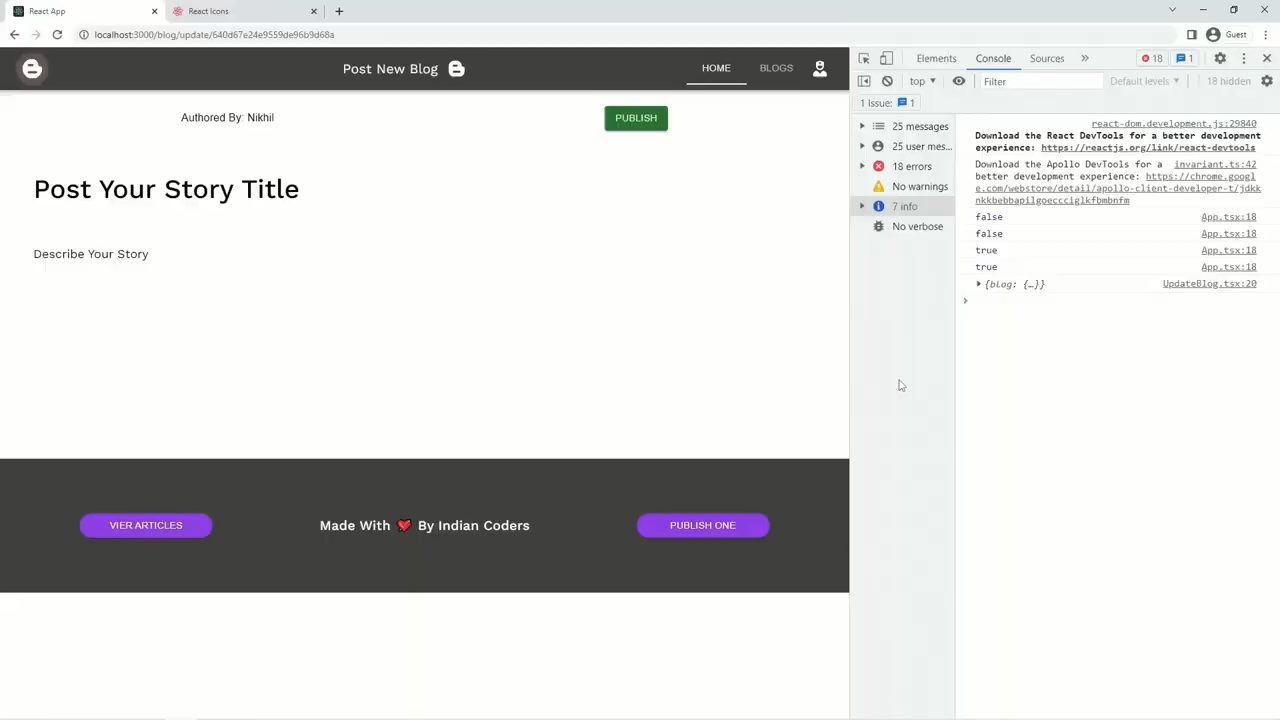 React App
React Icons
localhost:3000/blog/update/640d67e24e9559de96b9d68a
Guest
Post New Blog
HOME
BLOGS
Authored By: Nikhil
PUBLISH
Post Your Story Title
Describe Your Story
VIER ARTICLES
Made With ❤️ By Indian Coders
PUBLISH ONE
Elements
Console
Sources
18
1
top
Filter
Default levels
18 hidden
1 Issue: 1
25 messages
25 user mes...
18 errors
No warnings
7 info
No verbose
react-dom.development.js:29840
Download the React DevTools for a better development
experience: https://reactjs.org/link/react-devtools
Download the Apollo DevTools for a invariant.ts:42
better development experience: https://chrome.googl
e.com/webstore/detail/apollo-client-developer-t/jdkk
nkkbebbapilgoeccciglkfbmbnfm
false App.tsx:18
false App.tsx:18
true App.tsx:18
true App.tsx:18
{blog: {…}} UpdateBlog.tsx:20